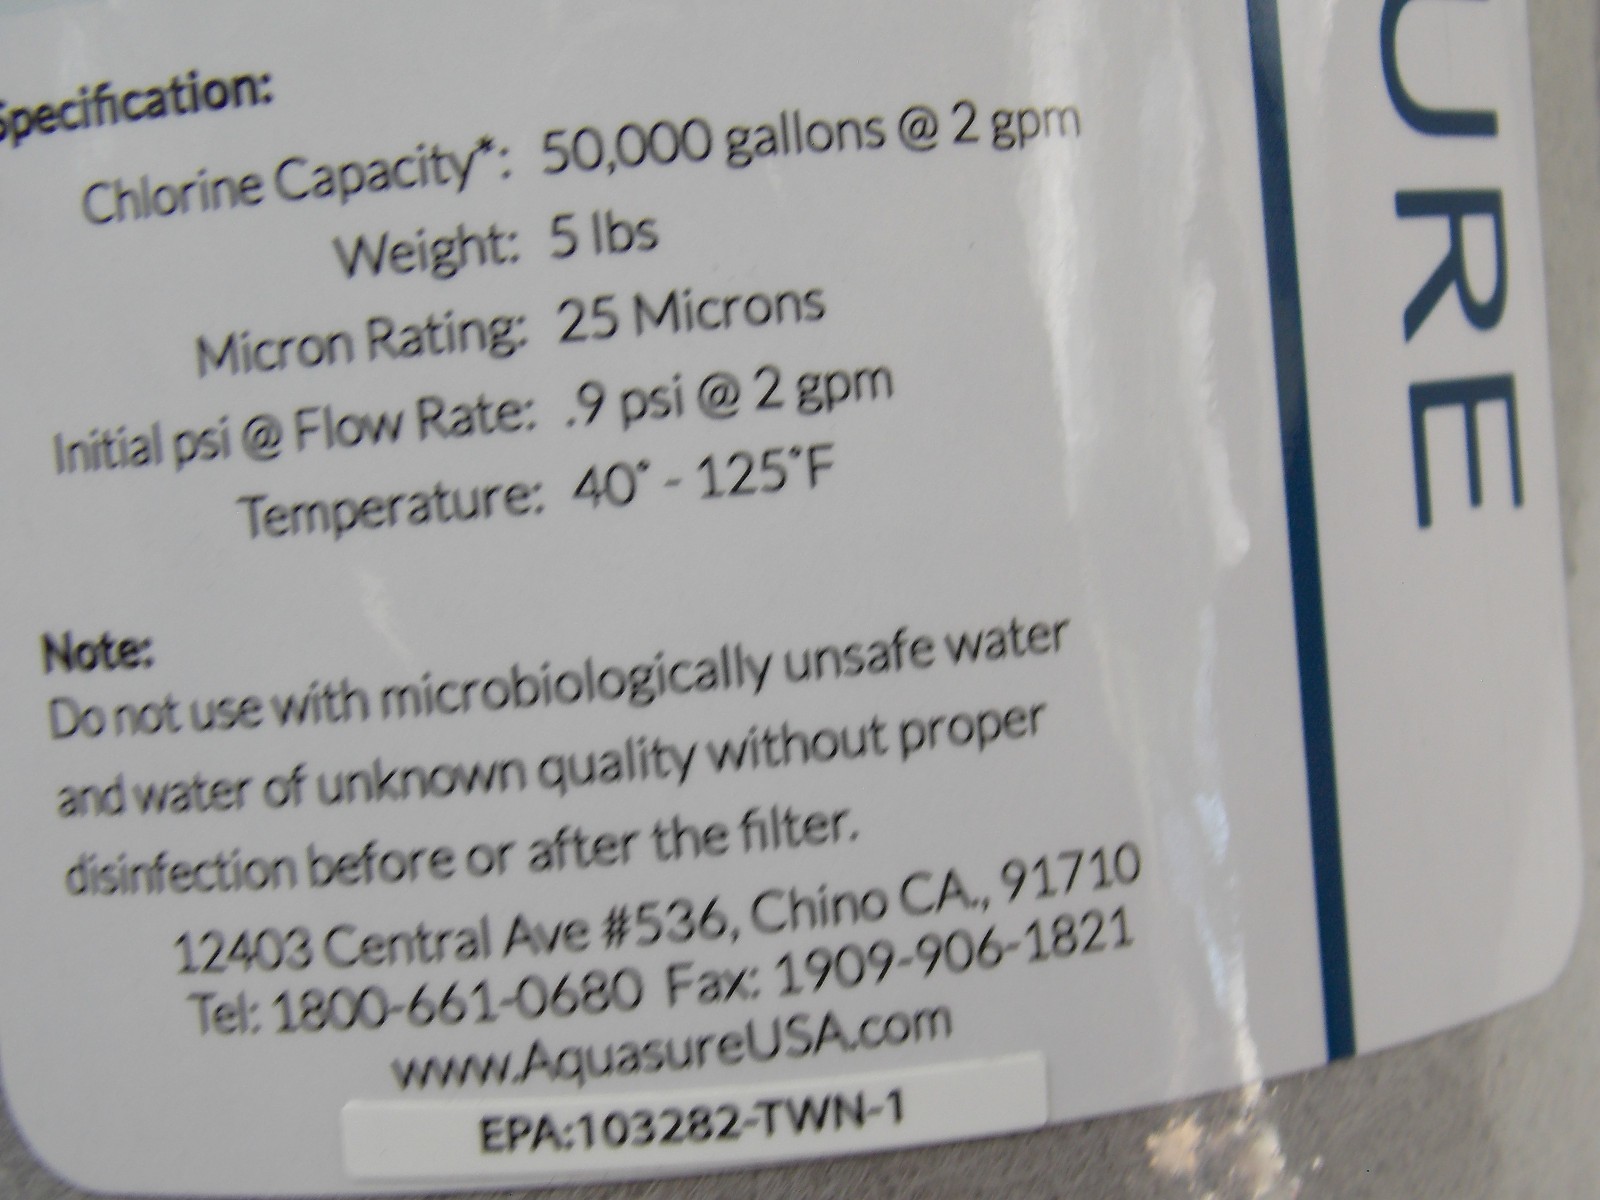 Specification:
Chlorine Capacity*: 50,000 gallons @ 2 gpm
Weight: 5 lbs
Micron Rating: 25 Microns
Initial psi @ Flow Rate: .9 psi @ 2 gpm
Temperature: 40° - 125°F
Note:
Do not use with microbiologically unsafe water
and water of unknown quality without proper
disinfection before or after the filter.
12403 Central Ave #536, Chino CA., 91710
Tel: 1800-661-0680 Fax: 1909-906-1821
www.AquasureUSA.com
EPA:103282-TWN-1
URE